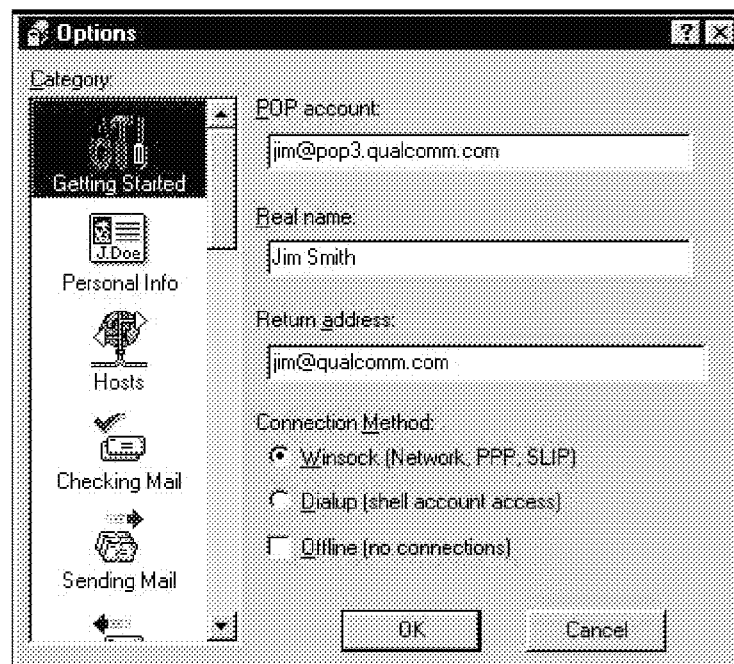 Options
Category:
Getting Started
J.Doe
Personal Info
Hosts
Checking Mail
Sending Mail
POP account:
jim@pop3.qualcomm.com
Real name:
Jim Smith
Return address:
jim@qualcomm.com
Connection Method:
Winsock (Network, PPP, SLIP)
Dialup (shell account access)
Offline (no connections)
OK
Cancel